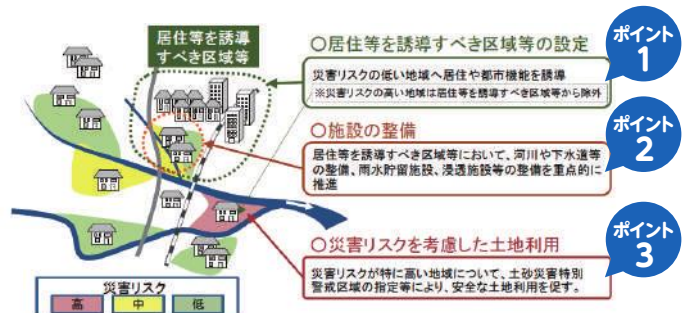 居住等を誘導
すべき区域等
○居住等を誘導すべき区域等の設定
災害リスクの低い地域へ居住や都市機能を誘導
※災害リスクの高い地域は居住等を誘導すべき区域等から除外
ポイント
1
○施設の整備
居住等を誘導すべき区域等において、河川や下水道等
の整備、雨水貯留施設、浸透施設等の整備を重点的に
推進
ポイント
2
○災害リスクを考慮した土地利用
災害リスクが特に高い地域について、土砂災害特別
警戒区域の指定等により、安全な土地利用を促す。
ポイント
3
災害リスク
高 中 低